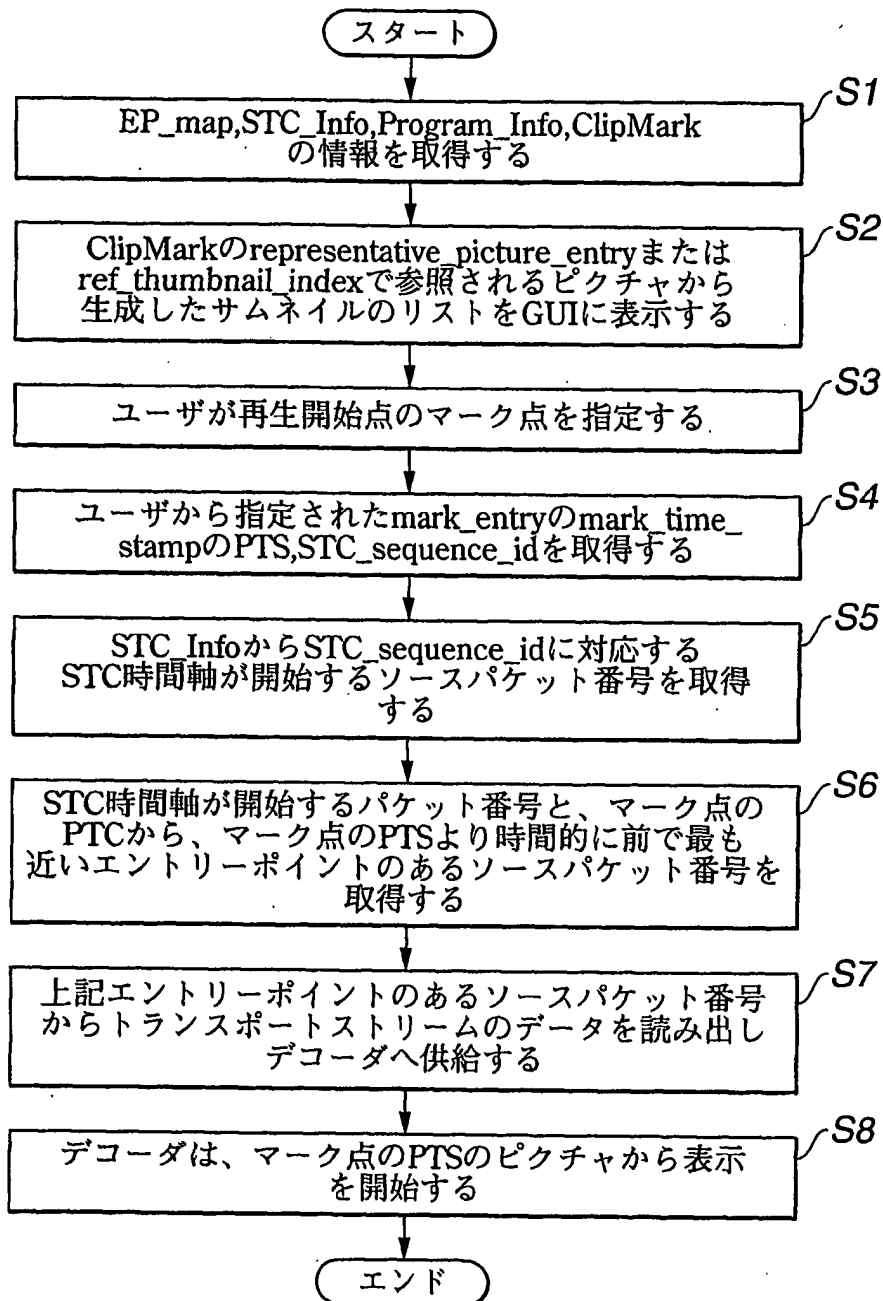 スタート
S1
EP_map,STC_Info,Program_Info,ClipMark
の情報を取得する
S2
ClipMarkのrepresentative_picture_entryまたは
ref_thumbnail_indexで参照されるピクチャから
生成したサムネイルのリストをGUIに表示する
S3
ユーザが再生開始点のマーク点を指定する
S4
ユーザから指定されたmark_entryのmark_time_
stampのPTS,STC_sequence_idを取得する
S5
STC_InfoからSTC_sequence_idに対応する
STC時間軸が開始するソースパケット番号を取得
する
S6
STC時間軸が開始するパケット番号と、マーク点の
PTCから、マーク点のPTSより時間的に前で最も
近いエントリーポイントのあるソースパケット番号を
取得する
S7
上記エントリーポイントのあるソースパケット番号
からトランスポートストリームのデータを読み出し
デコーダへ供給する
S8
デコーダは、マーク点のPTSのピクチャから表示
を開始する
エンド